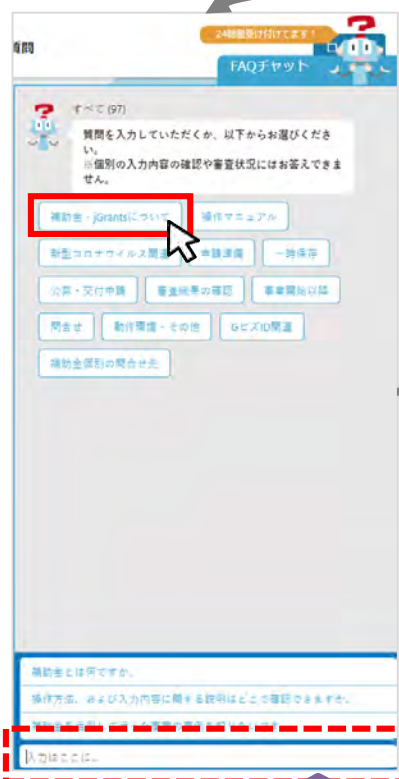 24時間受け付けてます！
質問
FAQチャット
すべて (97)
質問を入力していただくか、以下からお選びくださ
い。
※個別の入力内容の確認や審査状況にはお答えできま
せん。
補助金・jGrantsについて
操作マニュアル
新型コロナウイルス関連
申請準備
一時保存
公募・交付申請
審査結果の確認
事業開始以降
問合せ
動作環境・その他
GビズID関連
補助金個別の問合せ先
補助金とは何ですか。
操作方法、および入力内容に関する説明はどこで確認できますか。
入力はここに...